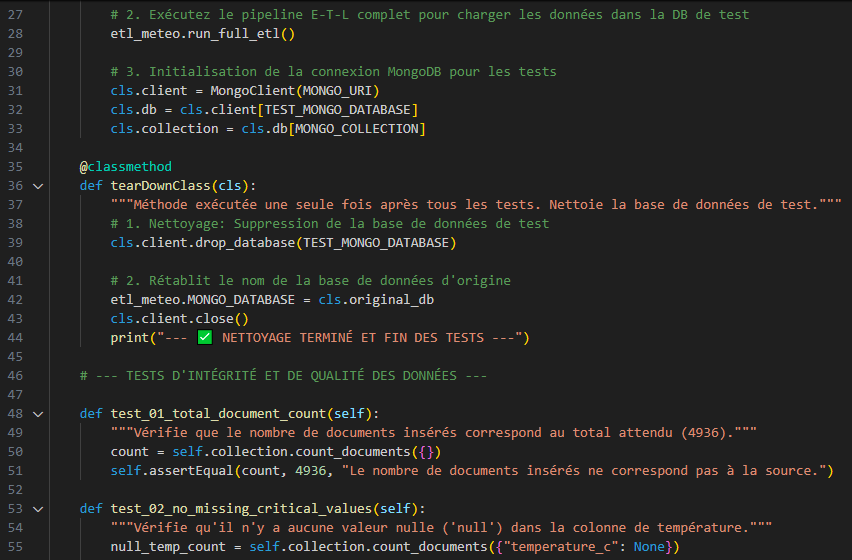 27 # 2. Exécutez le pipeline E-T-L complet pour charger les données dans la DB de test
28 etl_meteo.run_full_etl()
29
30 # 3. Initialisation de la connexion MongoDB pour les tests
31 cls.client = MongoClient(MONGO_URI)
32 cls.db = cls.client[TEST_MONGO_DATABASE]
33 cls.collection = cls.db[MONGO_COLLECTION]
34
35 @classmethod
36 def tearDownClass(cls):
37 """Méthode exécutée une seule fois après tous les tests. Nettoie la base de données de test."""
38 # 1. Nettoyage: Suppression de la base de données de test
39 cls.client.drop_database(TEST_MONGO_DATABASE)
40
41 # 2. Rétablit le nom de la base de données d'origine
42 etl_meteo.MONGO_DATABASE = cls.original_db
43 cls.client.close()
44 print("--- ✅ NETTOYAGE TERMINÉ ET FIN DES TESTS ---")
45
46 # --- TESTS D'INTÉGRITÉ ET DE QUALITÉ DES DONNÉES ---
47
48 def test_01_total_document_count(self):
49 """Vérifie que le nombre de documents insérés correspond au total attendu (4936)."""
50 count = self.collection.count_documents({})
51 self.assertEqual(count, 4936, "Le nombre de documents insérés ne correspond pas à la source.")
52
53 def test_02_no_missing_critical_values(self):
54 """Vérifie qu'il n'y a aucune valeur nulle ('null') dans la colonne de température."""
55 null_temp_count = self.collection.count_documents({"temperature_c": None})